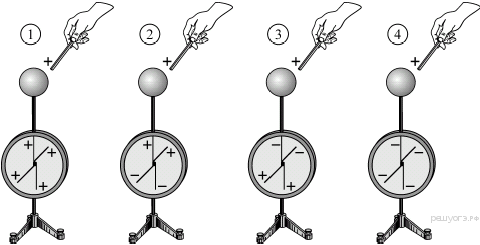 1 2 3 4
+ + + +
+ + + + − − − −
+ + − − + + − −
решуогэ.рф